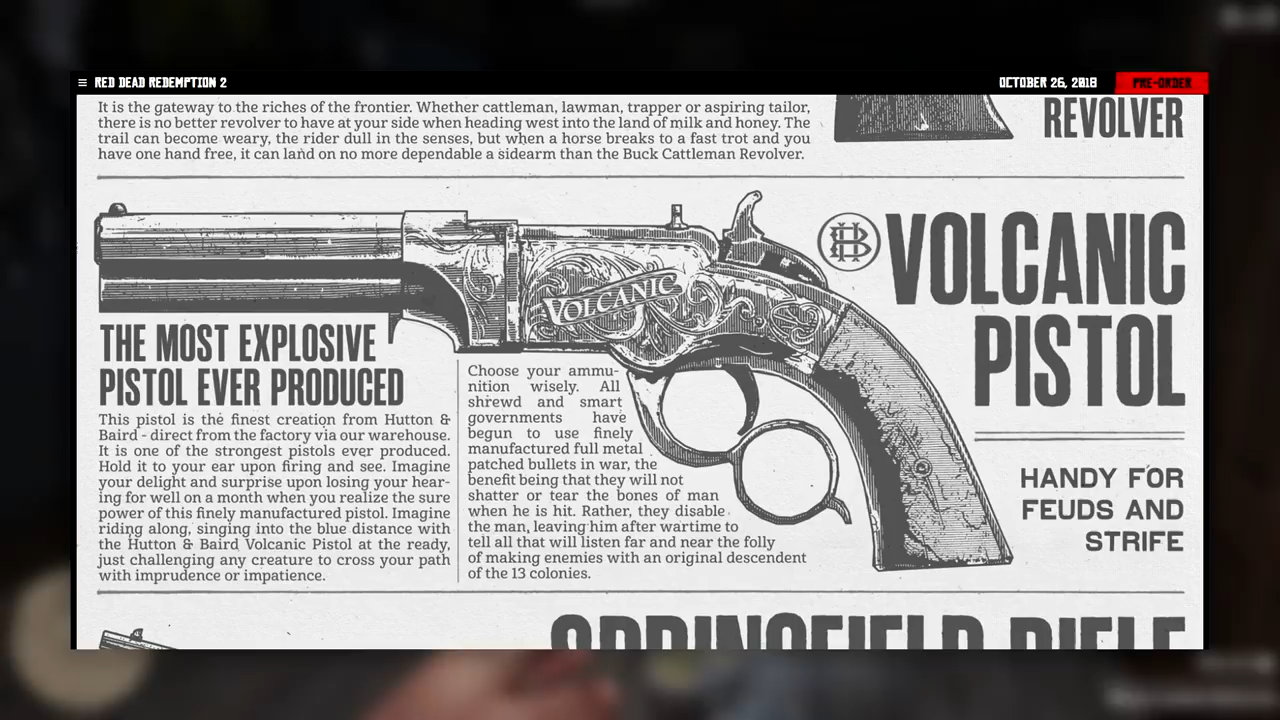 RED DEAD REDEMPTION 2
OCTOBER 26, 2018
PRE-ORDER
It is the gateway to the riches of the frontier. Whether cattleman, lawman, trapper or aspiring tailor,
there is no better revolver to have at your side when heading west into the land of milk and honey. The
trail can become weary, the rider dull in the senses, but when a horse breaks to a fast trot and you
have one hand free, it can land on no more dependable a sidearm than the Buck Cattleman Revolver.
REVOLVER
VOLCANIC
HB
VOLCANIC
PISTOL
HANDY FOR
FEUDS AND
STRIFE
THE MOST EXPLOSIVE
PISTOL EVER PRODUCED
This pistol is the finest creation from Hutton &
Baird - direct from the factory via our warehouse.
It is one of the strongest pistols ever produced.
Hold it to your ear upon firing and see. Imagine
your delight and surprise upon losing your hear-
ing for well on a month when you realize the sure
power of this finely manufactured pistol. Imagine
riding along, singing into the blue distance with
the Hutton & Baird Volcanic Pistol at the ready,
just challenging any creature to cross your path
with imprudence or impatience.
Choose your ammu-
nition wisely. All
shrewd and smart
governments have
begun to use finely
manufactured full metal
patched bullets in war, the
benefit being that they will not
shatter or tear the bones of man
when he is hit. Rather, they disable
the man, leaving him after wartime to
tell all that will listen far and near the folly
of making enemies with an original descendent
of the 13 colonies.
SPRINGFIELD RIFLE